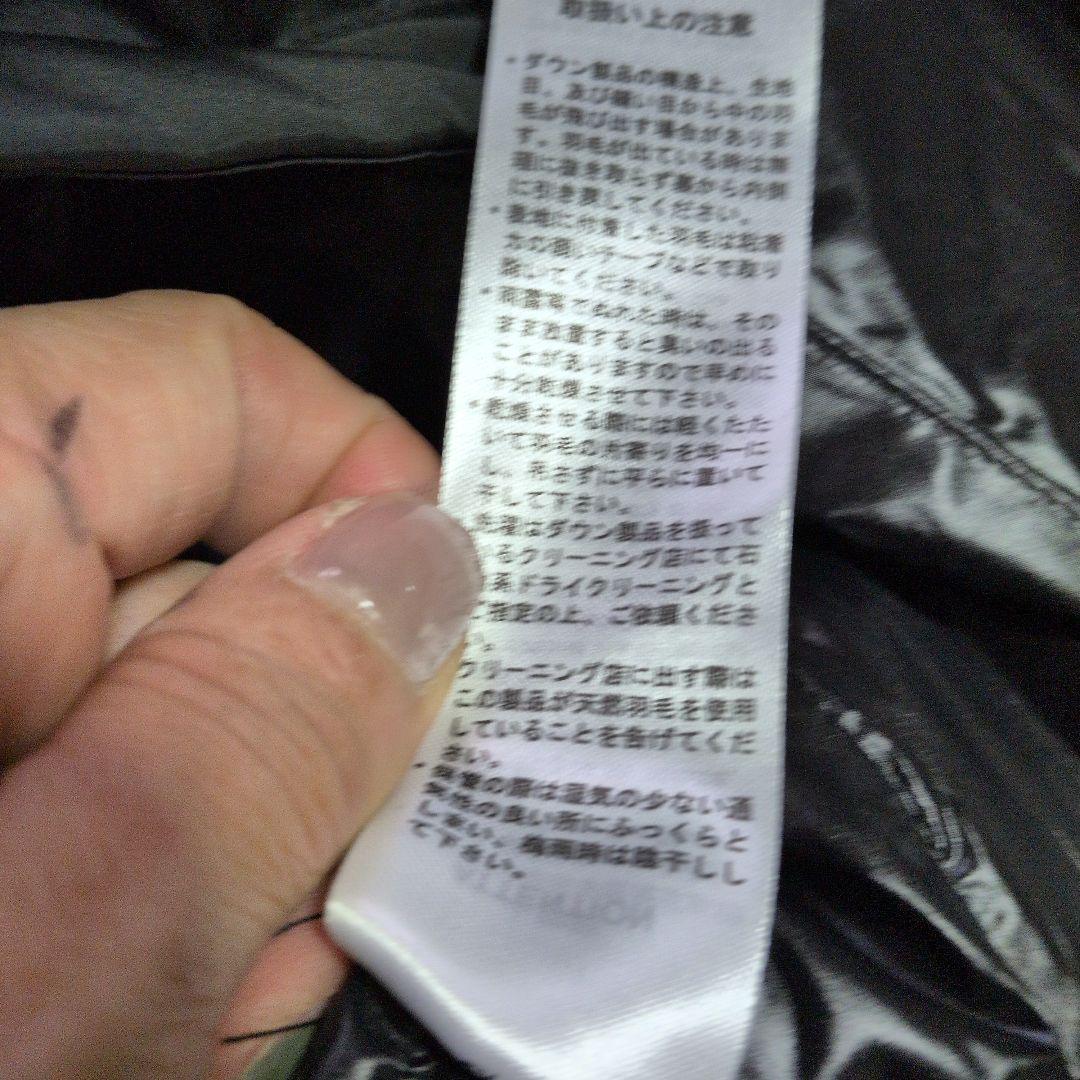 取扱い上の注意
・ダウン製品の構造上、生地
目、及び縫い目から中の羽
毛が飛び出す場合がありま
す。羽毛が出ている時は無
理に抜き取らず裏から内側
に引き戻してください。
・表地に付着した羽毛は粘着
力の弱いテープなどで取り
除いてください。
・雨雪等でぬれた時は、その
まま放置すると臭いの出る
ことがありますので早めに
十分乾燥させて下さい。
・乾燥させる際には軽くたた
いて羽毛の片寄りを均一に
し、吊さずに平らに置いて
干して下さい。
濯はダウン製品を扱って
いるクリーニング店にて石
系ドライクリーニングと
ご指定の上、ご依頼くださ
い。
クリーニング店に出す際は
この製品が天然羽毛を使用
していることを告げてくだ
さい。
・保管の際は湿気の少ない通
気性の良い所にふっくらと
し、梅雨時は陰干しし
て下さい。